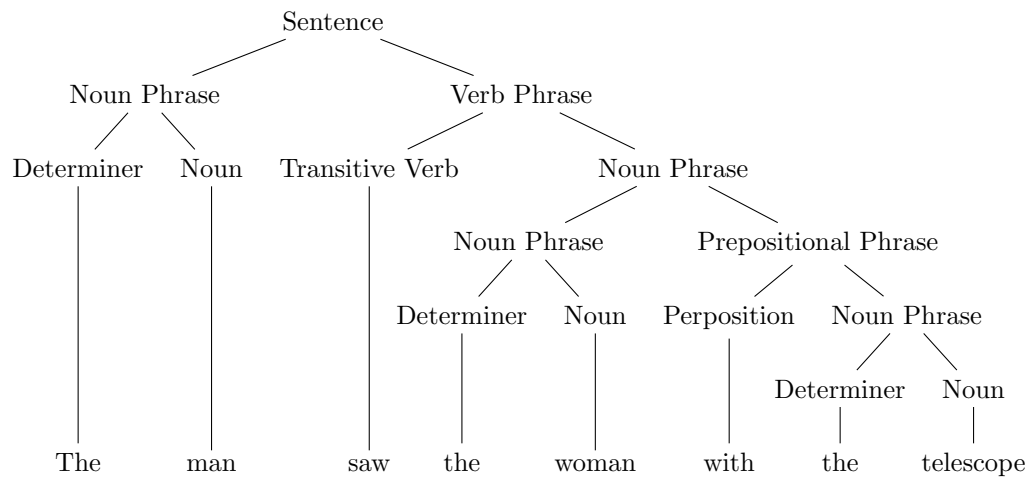 Sentence
Noun Phrase Verb Phrase
Determiner Noun Transitive Verb Noun Phrase
Noun Phrase Prepositional Phrase
Determiner Noun Perposition Noun Phrase
Determiner Noun
The man saw the woman with the telescope